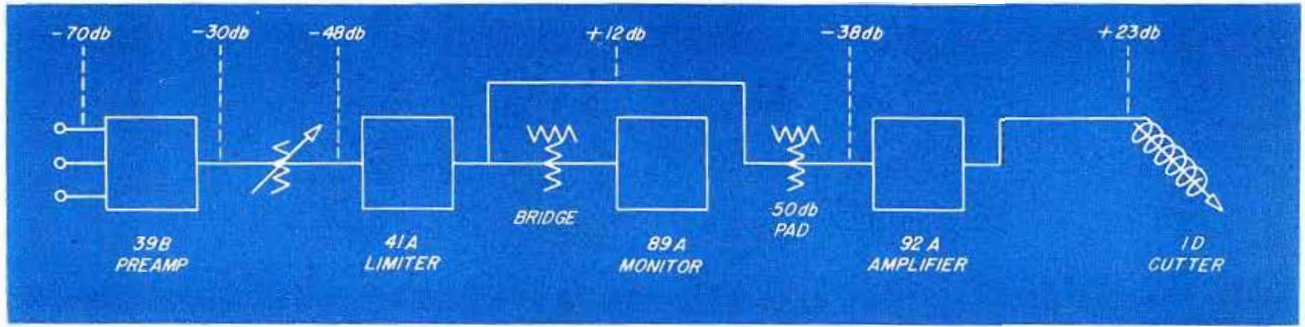 -70db
-30db
-48db
+12db
-38db
+23db
39B
PREAMP
41A
LIMITER
BRIDGE
89A
MONITOR
50db
PAD
92A
AMPLIFIER
1D
CUTTER